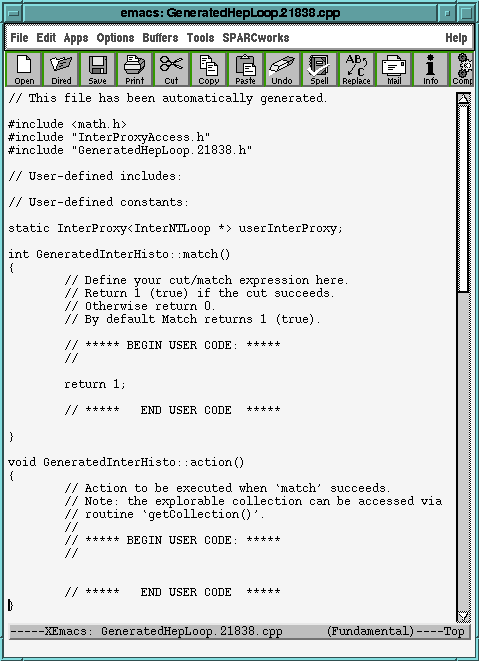 emacs: GeneratedHepLoop.21838.cpp
File Edit Apps Options Buffers Tools SPARCworks Help
Open Dired Save Print Cut Copy Paste Undo Spell Replace Mail Info Comp
// This file has been automatically generated.
#include <math.h>
#include "InterProxyAccess.h"
#include "GeneratedHepLoop.21838.h"
// User-defined includes:
// User-defined constants:
static InterProxy<InterNTLoop *> userInterProxy;
int GeneratedInterHisto::match()
{
// Define your cut/match expression here.
// Return 1 (true) if the cut succeeds.
// Otherwise return 0.
// By default Match returns 1 (true).
// ***** BEGIN USER CODE: *****
//
return 1;
// *****   END USER CODE  *****
}
void GeneratedInterHisto::action()
{
// Action to be executed when `match' succeeds.
// Note: the explorable collection can be accessed via
// routine `getCollection()'.
//
// ***** BEGIN USER CODE: *****
//
// *****   END USER CODE  *****
}
-----XEmacs: GeneratedHepLoop.21838.cpp      (Fundamental)----Top